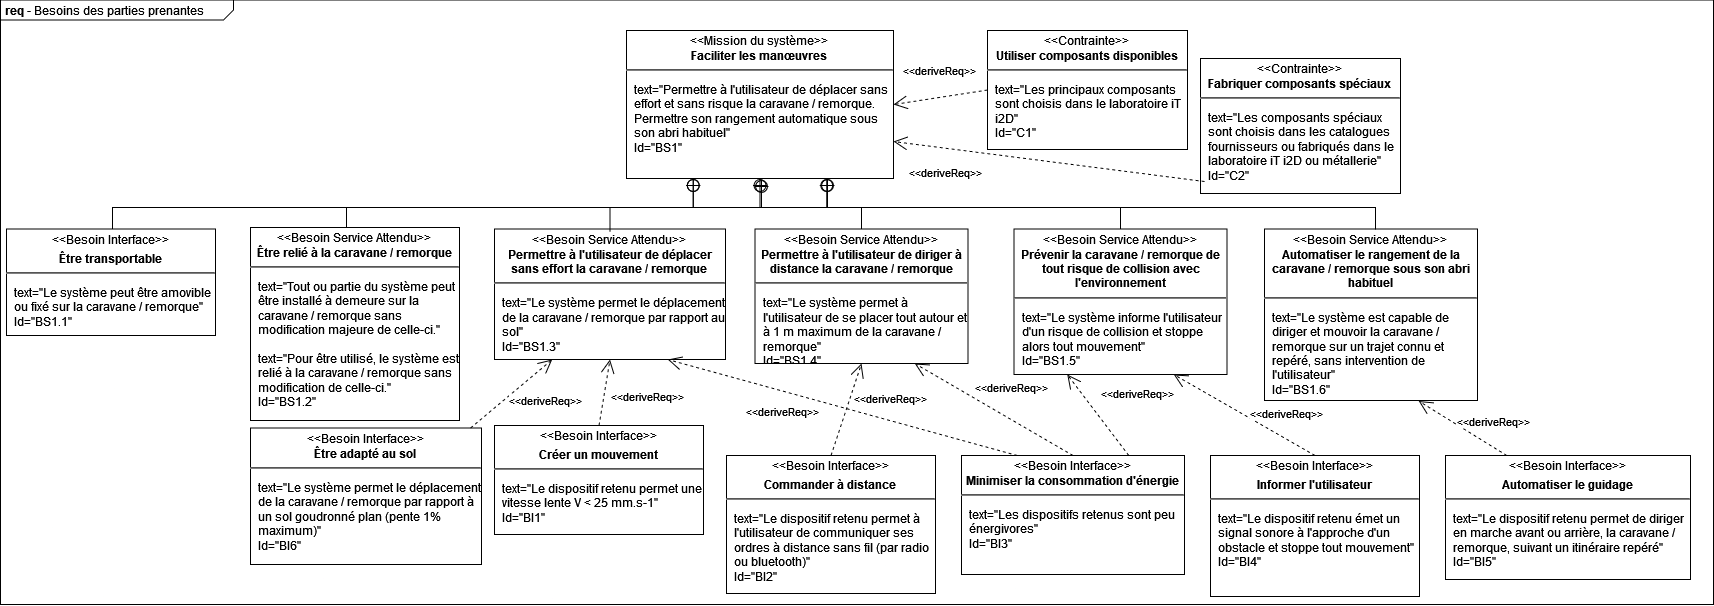 req - Besoins des parties prenantes
<<Mission du système>>
Faciliter les manœuvres
text="Permettre à l'utilisateur de déplacer sans
effort et sans risque la caravane / remorque.
Permettre son rangement automatique sous
son abri habituel"
Id="BS1"
<<deriveReq>>
<<Contrainte>>
Utiliser composants disponibles
text="Les principaux composants
sont choisis dans le laboratoire iT
i2D"
Id="C1"
<<deriveReq>>
<<Contrainte>>
Fabriquer composants spéciaux
text="Les composants spéciaux
sont choisis dans les catalogues
fournisseurs ou fabriqués dans le
laboratoire iT i2D ou métallerie"
Id="C2"
<<Besoin Interface>>
Être transportable
text="Le système peut être amovible
ou fixé sur la caravane / remorque"
Id="BS1.1"
<<Besoin Service Attendu>>
Être relié à la caravane / remorque
text="Tout ou partie du système peut
être installé à demeure sur la
caravane / remorque sans
modification majeure de celle-ci."
text="Pour être utilisé, le système est
relié à la caravane / remorque sans
modification de celle-ci."
Id="BS1.2"
<<Besoin Service Attendu>>
Permettre à l'utilisateur de déplacer
sans effort la caravane / remorque
text="Le système permet le déplacement
de la caravane / remorque par rapport au
sol"
Id="BS1.3"
<<Besoin Service Attendu>>
Permettre à l'utilisateur de diriger à
distance la caravane / remorque
text="Le système permet à
l'utilisateur de se placer tout autour et
à 1 m maximum de la caravane /
remorque"
Id="BS1.4"
<<Besoin Service Attendu>>
Prévenir la caravane / remorque de
tout risque de collision avec
l'environnement
text="Le système informe l'utilisateur
d'un risque de collision et stoppe
alors tout mouvement"
Id="BS1.5"
<<Besoin Service Attendu>>
Automatiser le rangement de la
caravane / remorque sous son abri
habituel
text="Le système est capable de
diriger et mouvoir la caravane /
remorque sur un trajet connu et
repéré, sans intervention de
l'utilisateur"
Id="BS1.6"
<<deriveReq>>
<<deriveReq>>
<<deriveReq>>
<<deriveReq>>
<<deriveReq>>
<<deriveReq>>
<<deriveReq>>
<<Besoin Interface>>
Être adapté au sol
text="Le système permet le déplacement
de la caravane / remorque par rapport à
un sol goudronné plan (pente 1%
maximum)"
Id="BI6"
<<Besoin Interface>>
Créer un mouvement
text="Le dispositif retenu permet une
vitesse lente V < 25 mm.s-1"
Id="BI1"
<<Besoin Interface>>
Commander à distance
text="Le dispositif retenu permet à
l'utilisateur de communiquer ses
ordres à distance sans fil (par radio
ou bluetooth)"
Id="BI2"
<<Besoin Interface>>
Minimiser la consommation d'énergie
text="Les dispositifs retenus sont peu
énergivores"
Id="BI3"
<<Besoin Interface>>
Informer l'utilisateur
text="Le dispositif retenu émet un
signal sonore à l'approche d'un
obstacle et stoppe tout mouvement"
Id="BI4"
<<Besoin Interface>>
Automatiser le guidage
text="Le dispositif retenu permet de diriger
en marche avant ou arrière, la caravane /
remorque, suivant un itinéraire repéré"
Id="BI5"